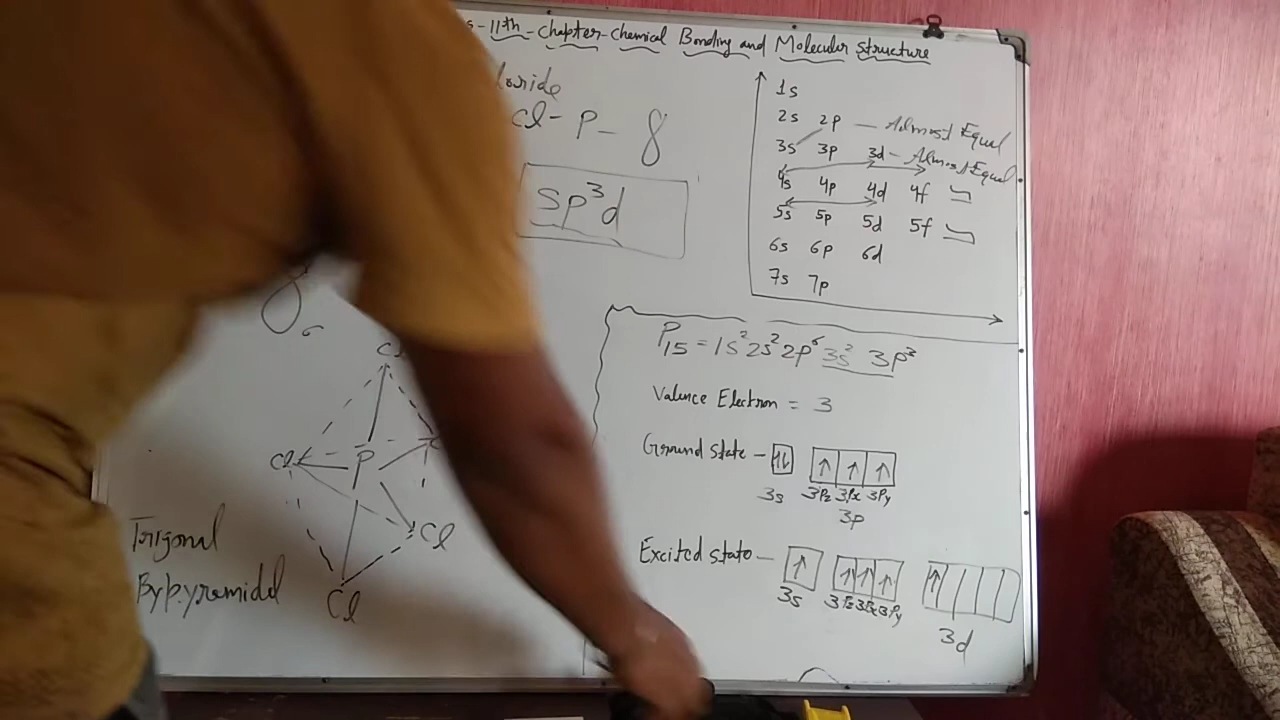 -11th-chapter-chemical Bonding and Molecular structure
loride
Cl-P-8
sp³d
1s
2s 2p — Almost Equal
3s 3p 3d - Almost Equal
4s 4p 4d 4f
5s 5p 5d 5f
6s 6p 6d
7s 7p
P₁₅ = 1s² 2s² 2p⁶ 3s² 3p³
Valence Electron = 3
Ground state - ↑↓ ↑ ↑ ↑
3s 3Pz 3Px 3Py
3p
Excited state - ↑ ↑ ↑ ↑ ↑
3s 3Pz 3Px 3Py
3d
Cl
Cl P
Cl
Cl
Trigonal
Bypyramidal